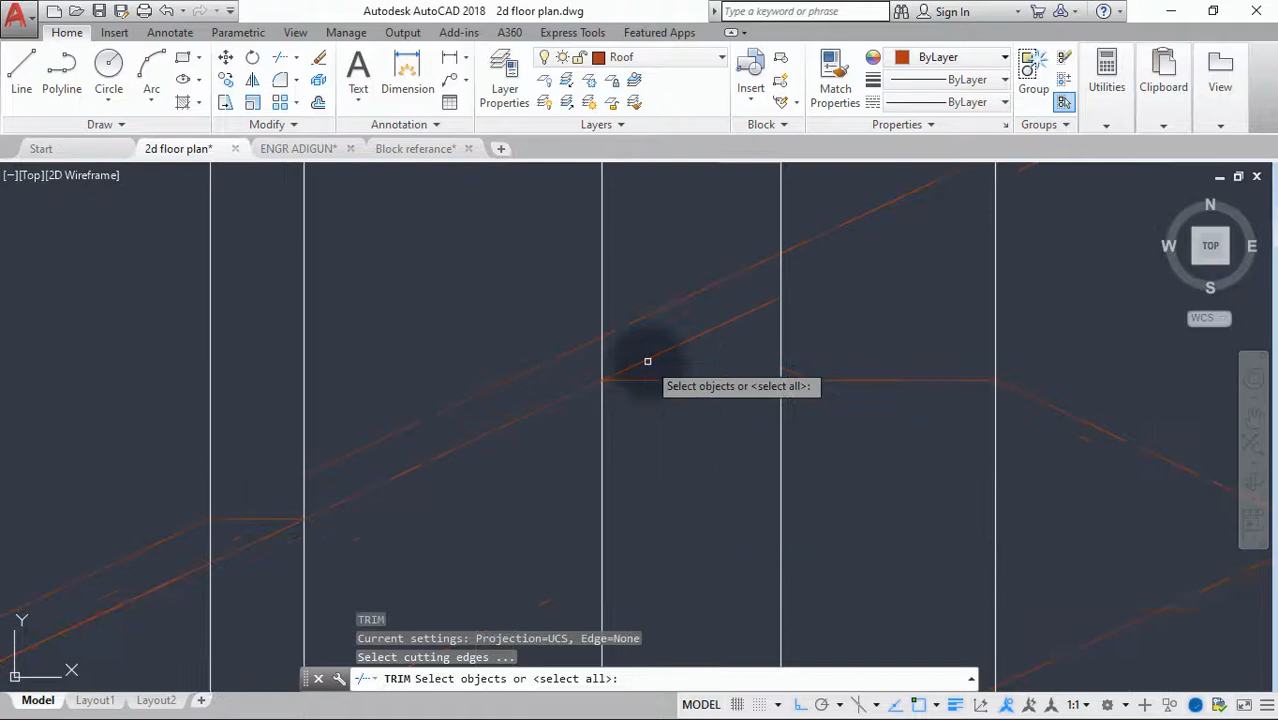 Autodesk AutoCAD 2018   2d floor plan.dwg
Type a keyword or phrase
Sign In
Home
Insert
Annotate
Parametric
View
Manage
Output
Add-ins
A360
Express Tools
Featured Apps
Line
Polyline
Circle
Arc
Text
Dimension
Layer Properties
Roof
Insert
Match Properties
ByLayer
ByLayer
ByLayer
Group
Utilities
Clipboard
View
Draw
Modify
Annotation
Layers
Block
Properties
Groups
Start
2d floor plan*
ENGR ADIGUN*
Block referance*
[−][Top][2D Wireframe]
N
W
TOP
E
S
WCS
Select objects or <select all>:
Y
X
TRIM
Current settings: Projection=UCS, Edge=None
Select cutting edges ...
TRIM Select objects or <select all>:
Model
Layout1
Layout2
MODEL
1:1